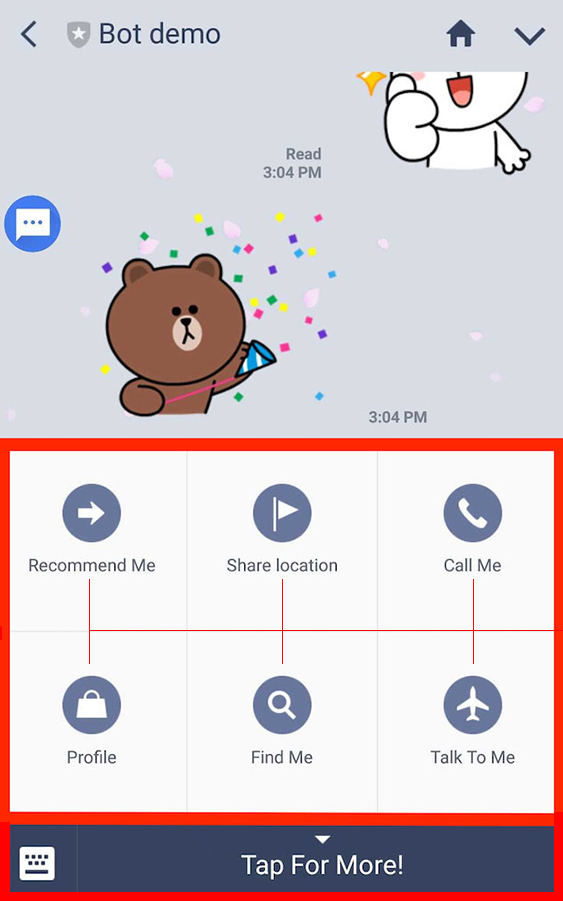 Bot demo
Read
3:04 PM
3:04 PM
Recommend Me
Share location
Call Me
Profile
Find Me
Talk To Me
Tap For More!